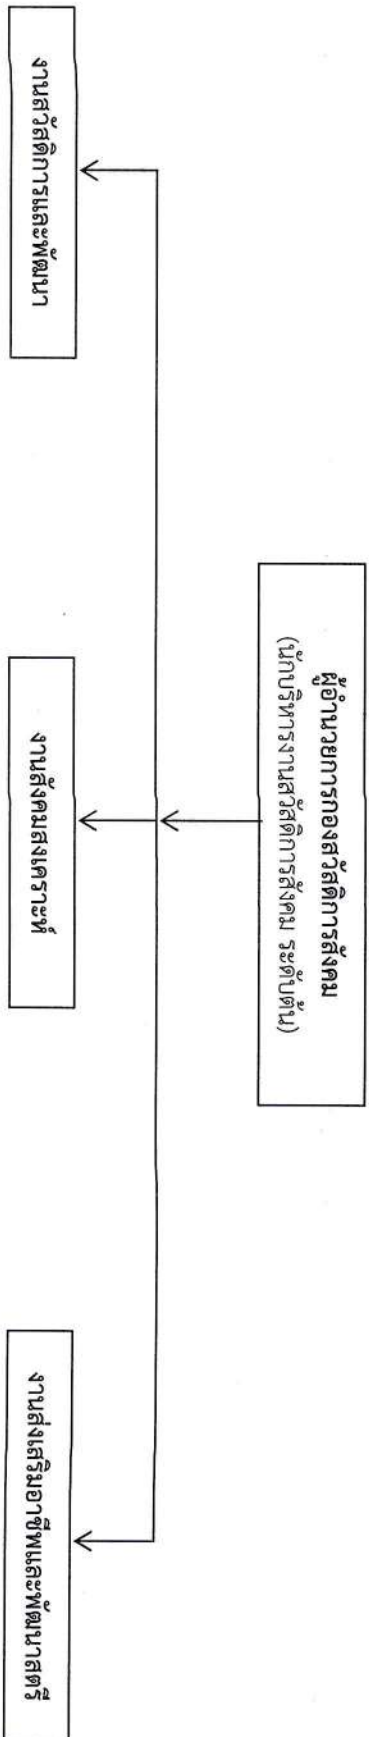 ผู้อำนวยการกองสวัสดิการสังคม
(นักบริหารงานสวัสดิการสังคม ระดับต้น)
งานสวัสดิการและพัฒนา
งานสังคมสงเคราะห์
งานส่งเสริมอาชีพและพัฒนาสตรี